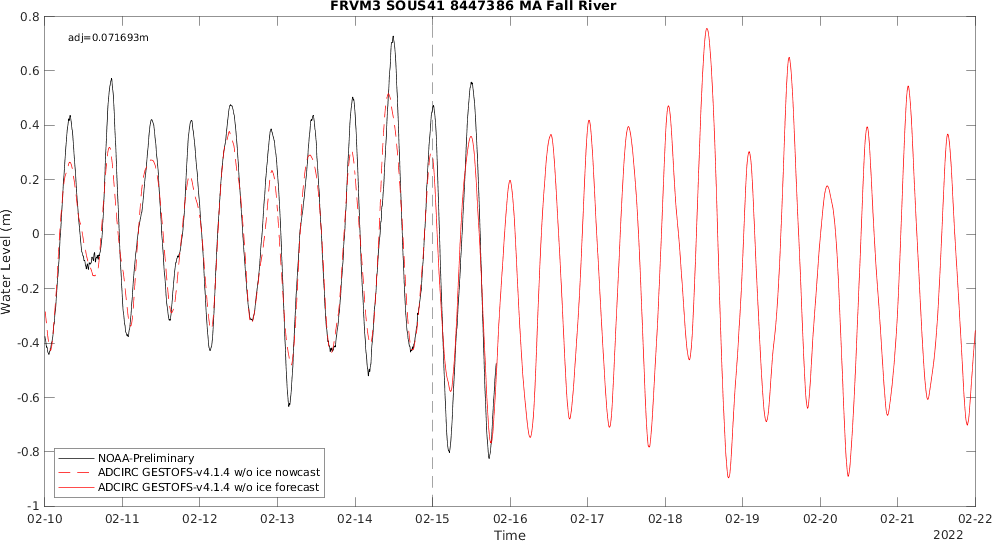 FRVM3 SOUS41 8447386 MA Fall River
adj=0.071693m
Water Level (m)
0.8
0.6
0.4
0.2
0
-0.2
-0.4
-0.6
-0.8
-1
NOAA-Preliminary
ADCIRC GESTOFS-v4.1.4 w/o ice nowcast
ADCIRC GESTOFS-v4.1.4 w/o ice forecast
02-10 02-11 02-12 02-13 02-14 02-15 02-16 02-17 02-18 02-19 02-20 02-21 02-22
Time
2022